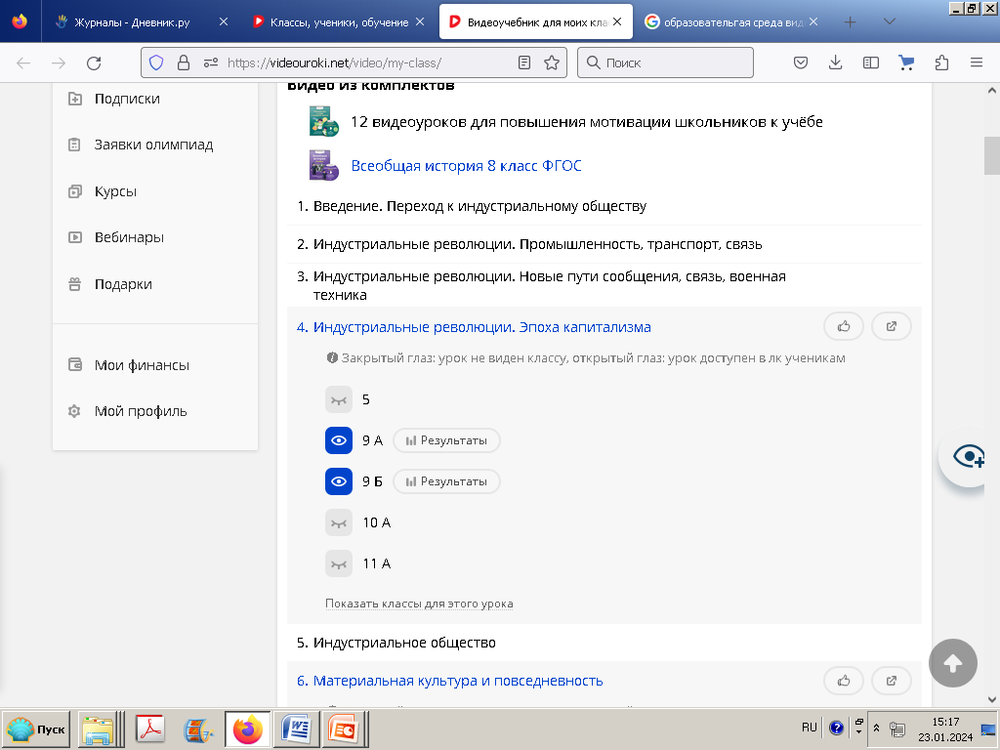 Журналы - Дневник.ру
Классы, ученики, обучение
Видеоучебник для моих кла
образовательгая среда вид
https://videouroki.net/video/my-class/
Поиск
Подписки
Заявки олимпиад
Курсы
Вебинары
Подарки
Мои финансы
Мой профиль
Видео из комплектов
12 видеоуроков для повышения мотивации школьников к учёбе
Всеобщая история 8 класс ФГОС
1. Введение. Переход к индустриальному обществу
2. Индустриальные революции. Промышленность, транспорт, связь
3. Индустриальные революции. Новые пути сообщения, связь, военная
техника
4. Индустриальные революции. Эпоха капитализма
Закрытый глаз: урок не виден классу, открытый глаз: урок доступен в лк ученикам
5
9 А Результаты
9 Б Результаты
10 А
11 А
Показать классы для этого урока
5. Индустриальное общество
6. Материальная культура и повседневность
Пуск
RU
15:17
23.01.2024